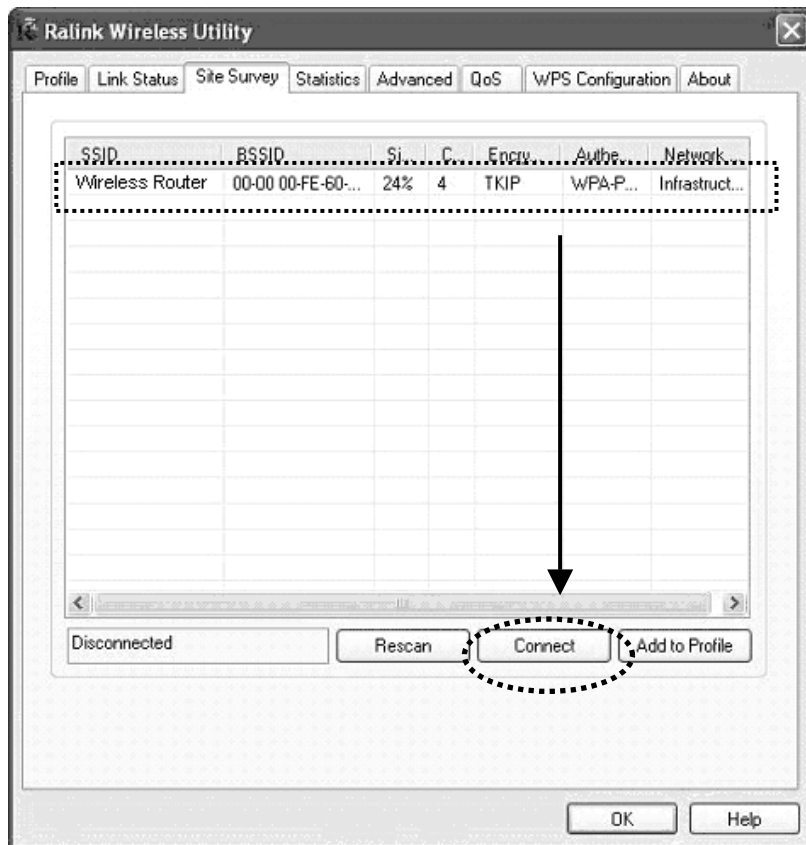 Ralink Wireless Utility
Profile Link Status Site Survey Statistics Advanced QoS WPS Configuration About
SSID BSSID Si... C... Encry... Authe... Network ...
Wireless Router 00-00 00-FE-60-... 24% 4 TKIP WPA-P... Infrastruct...
Disconnected Rescan Connect Add to Profile
OK Help